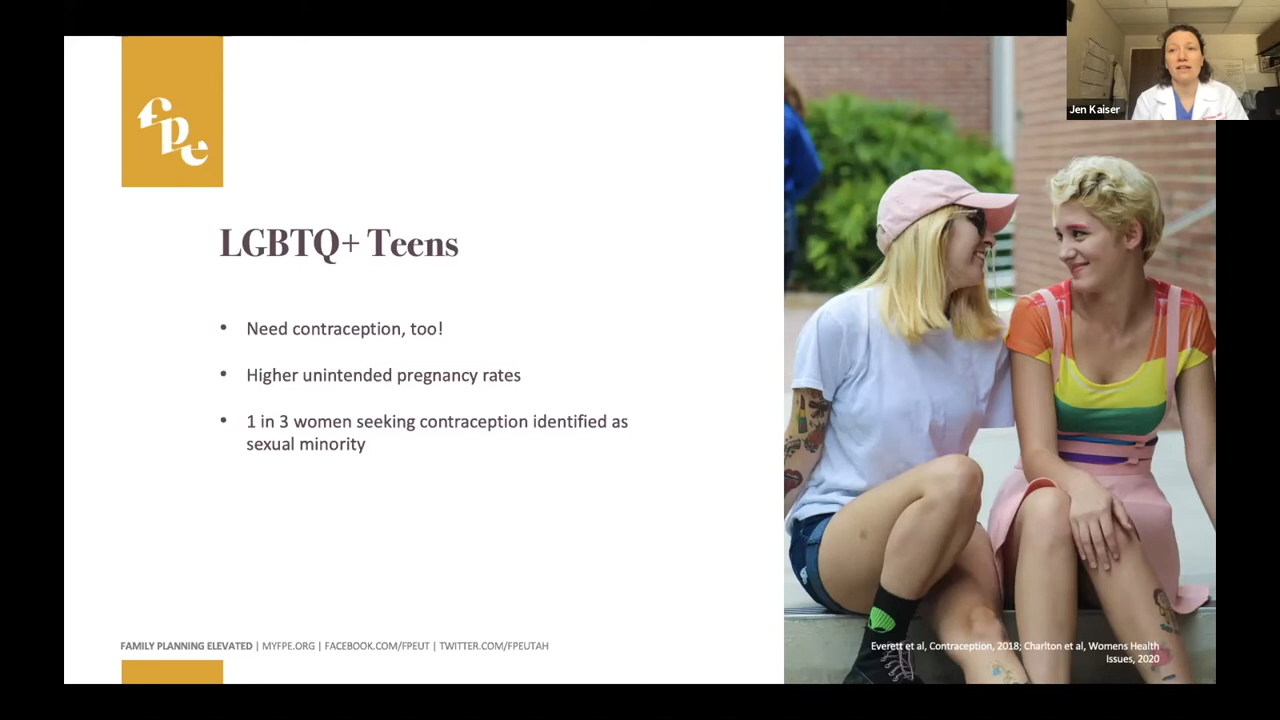 Jen Kaiser
fpe
LGBTQ+ Teens
• Need contraception, too!
• Higher unintended pregnancy rates
• 1 in 3 women seeking contraception identified as
sexual minority
FAMILY PLANNING ELEVATED | MYFPE.ORG | FACEBOOK.COM/FPEUT | TWITTER.COM/FPEUTAH
Everett et al, Contraception, 2018; Charlton et al, Womens Health
Issues, 2020